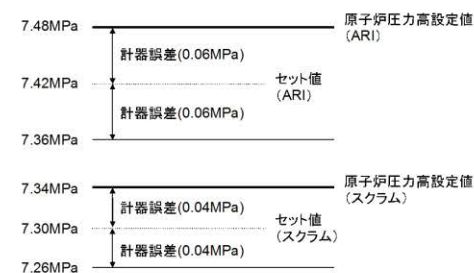 7.48MPa
原子炉圧力高設定値
(ARI)
計器誤差(0.06MPa)
7.42MPa
セット値
(ARI)
計器誤差(0.06MPa)
7.36MPa
7.34MPa
原子炉圧力高設定値
(スクラム)
計器誤差(0.04MPa)
7.30MPa
セット値
(スクラム)
計器誤差(0.04MPa)
7.26MPa